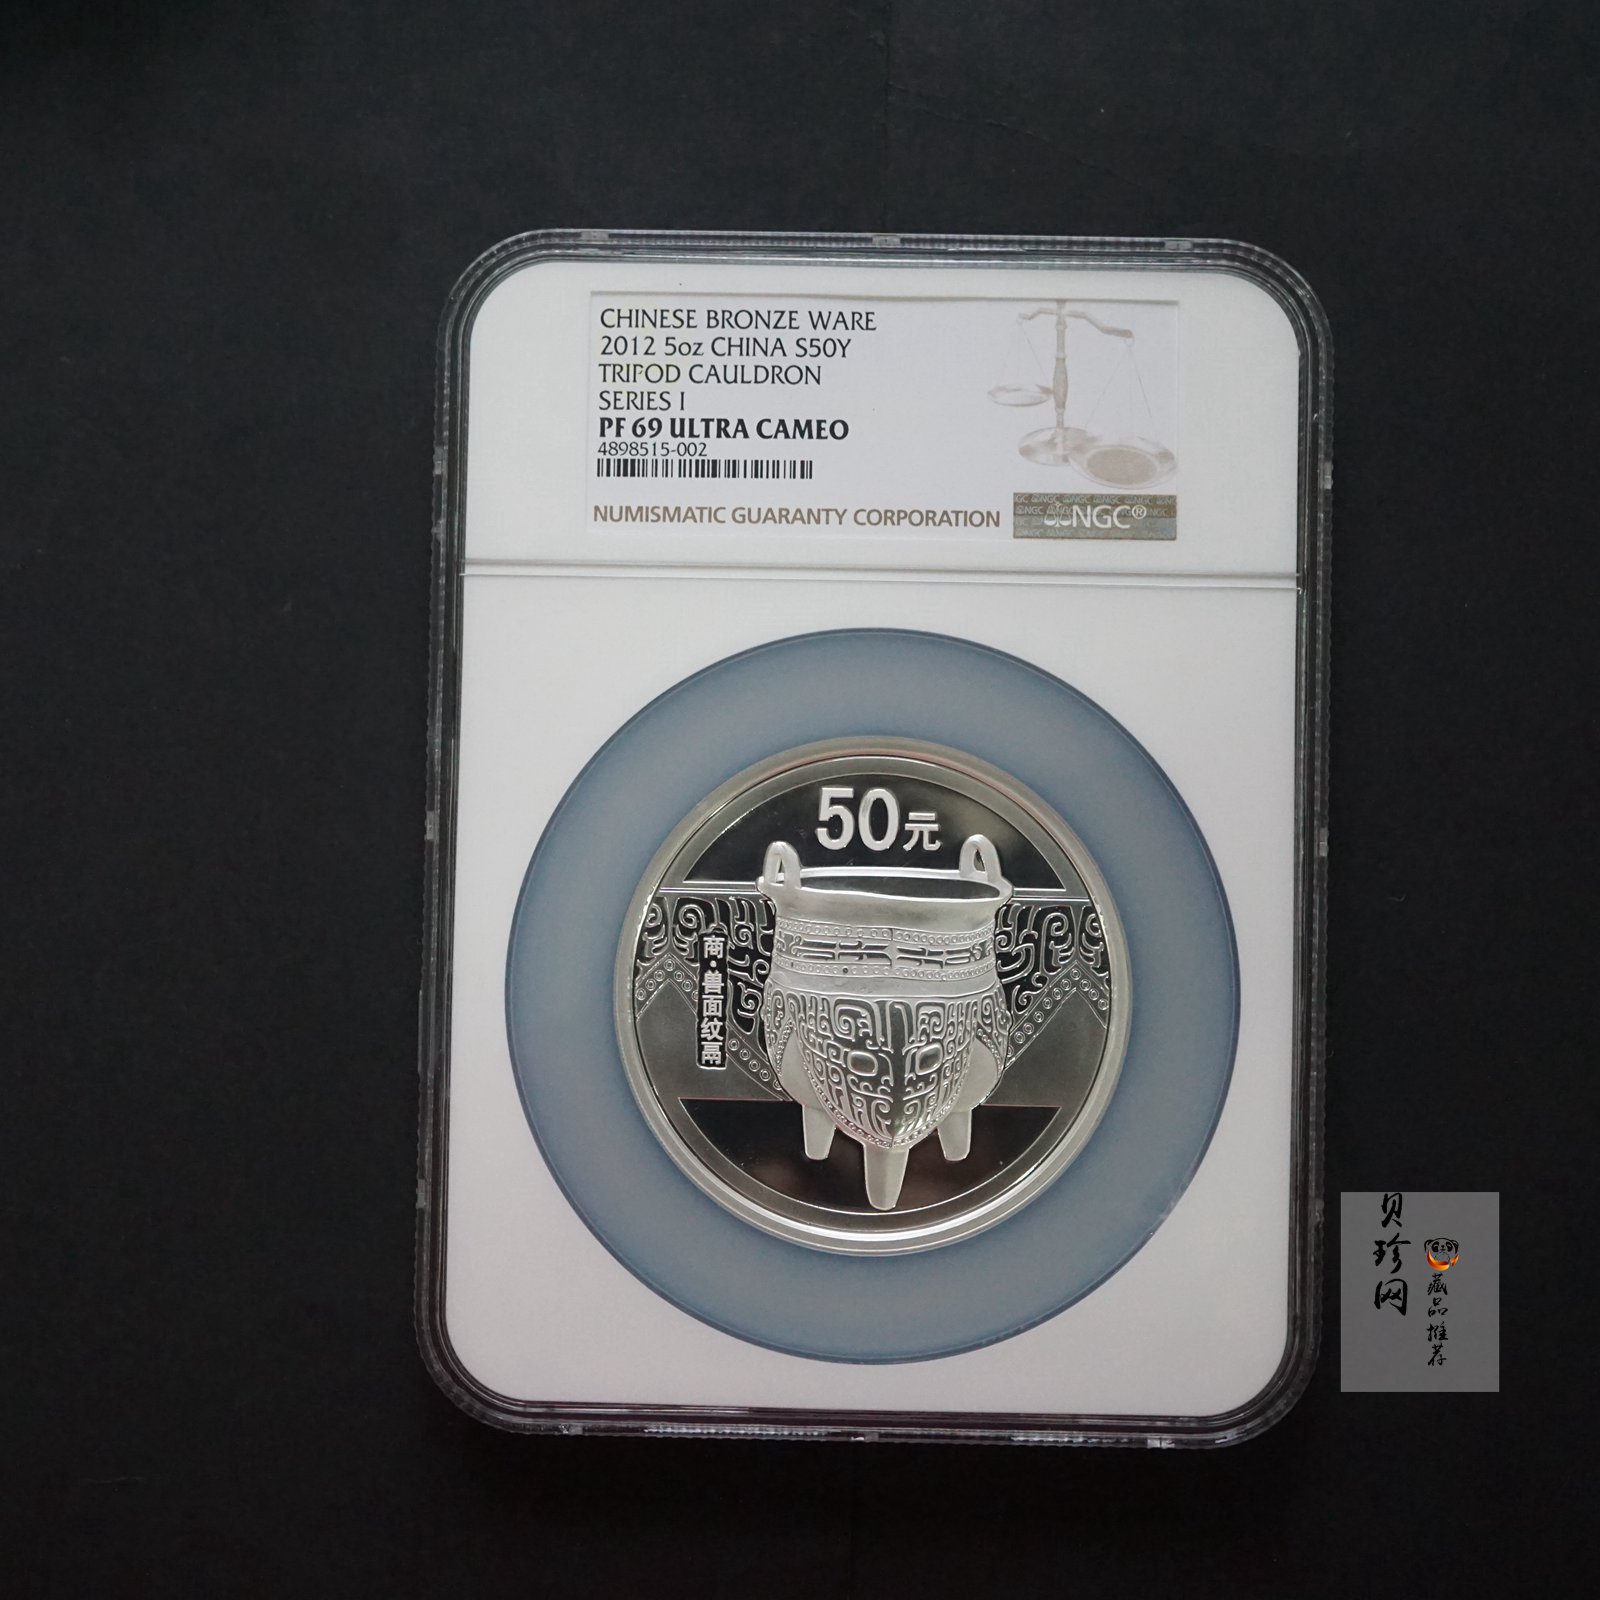 CHINESE BRONZE WARE
2012 5oz CHINA S50Y
TRIPOD CAULDRON
SERIES I
PF 69 ULTRA CAMEO
4898515-002
NUMISMATIC GUARANTY CORPORATION
NGC®
50元
商·兽面纹鬲
贝珍网
藏品推荐